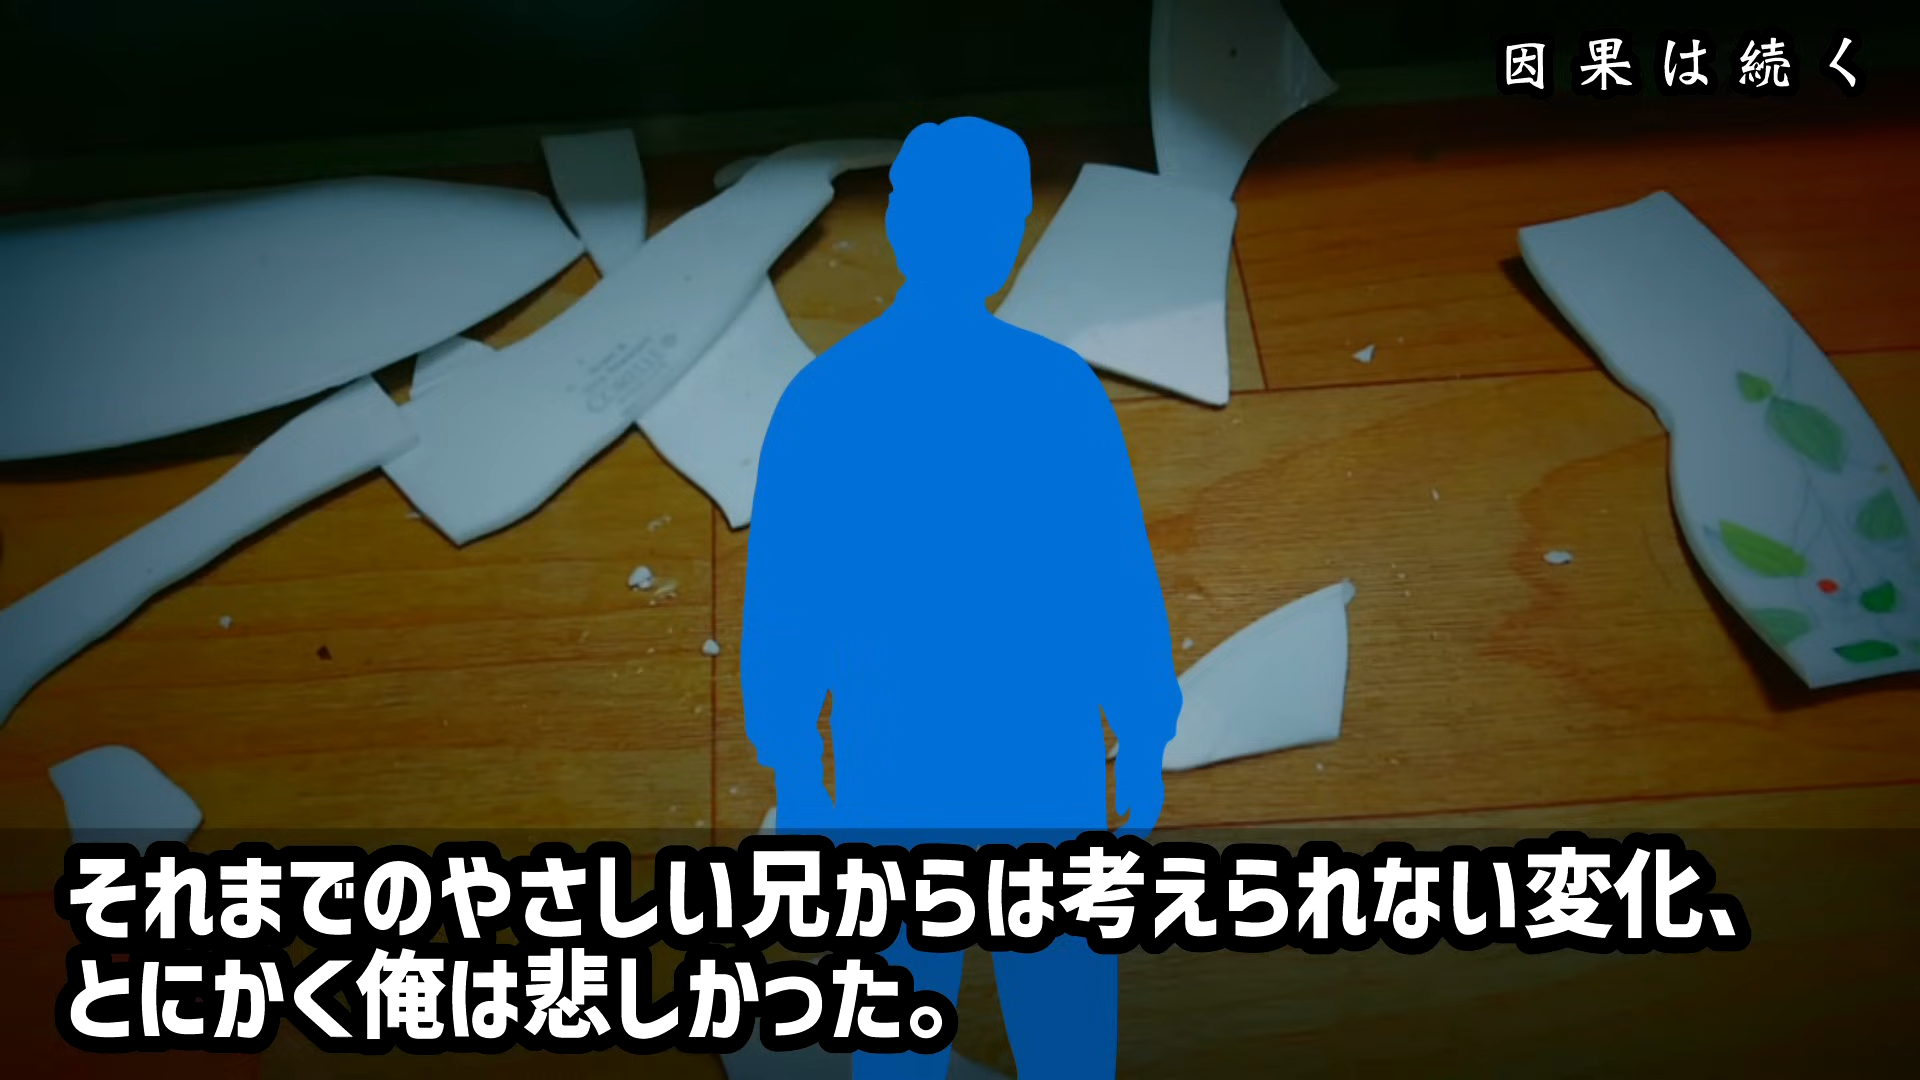 因果は続く
それまでのやさしい兄からは考えられない変化、
とにかく俺は悲しかった。